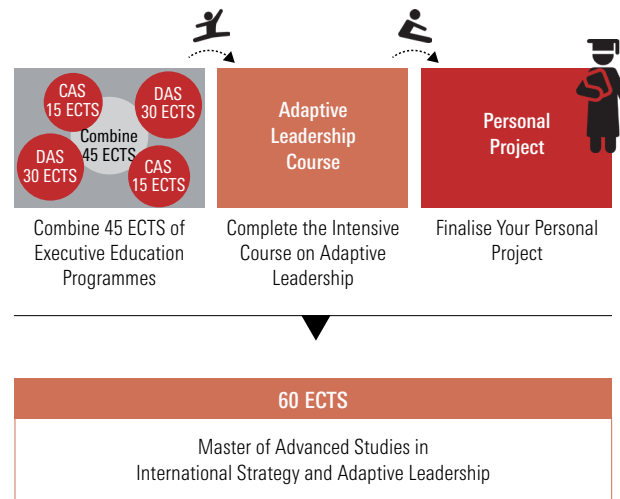 CAS
15 ECTS
DAS
30 ECTS
Combine
45 ECTS
DAS
30 ECTS
CAS
15 ECTS
Adaptive
Leadership
Course
Personal
Project
Combine 45 ECTS of
Executive Education
Programmes
Complete the Intensive
Course on Adaptive
Leadership
Finalise Your Personal
Project
60 ECTS
Master of Advanced Studies in
International Strategy and Adaptive Leadership